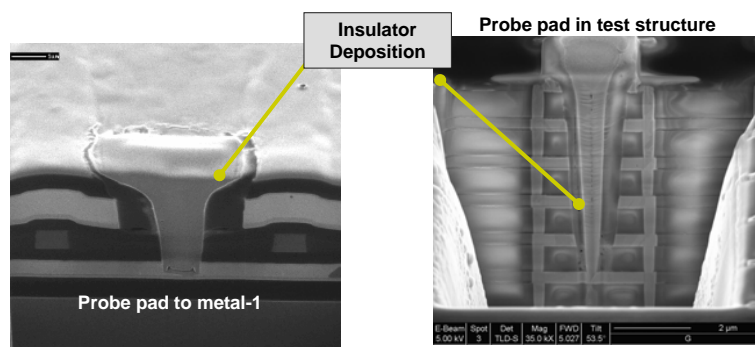 Insulator
Deposition
Probe pad in test structure
5um
Probe pad to metal-1
E-Beam Spot Det Mag FWD Tilt
5.00 kV 3 TLD-S 35.0 kX 5.027 53.5° 2 µm
G